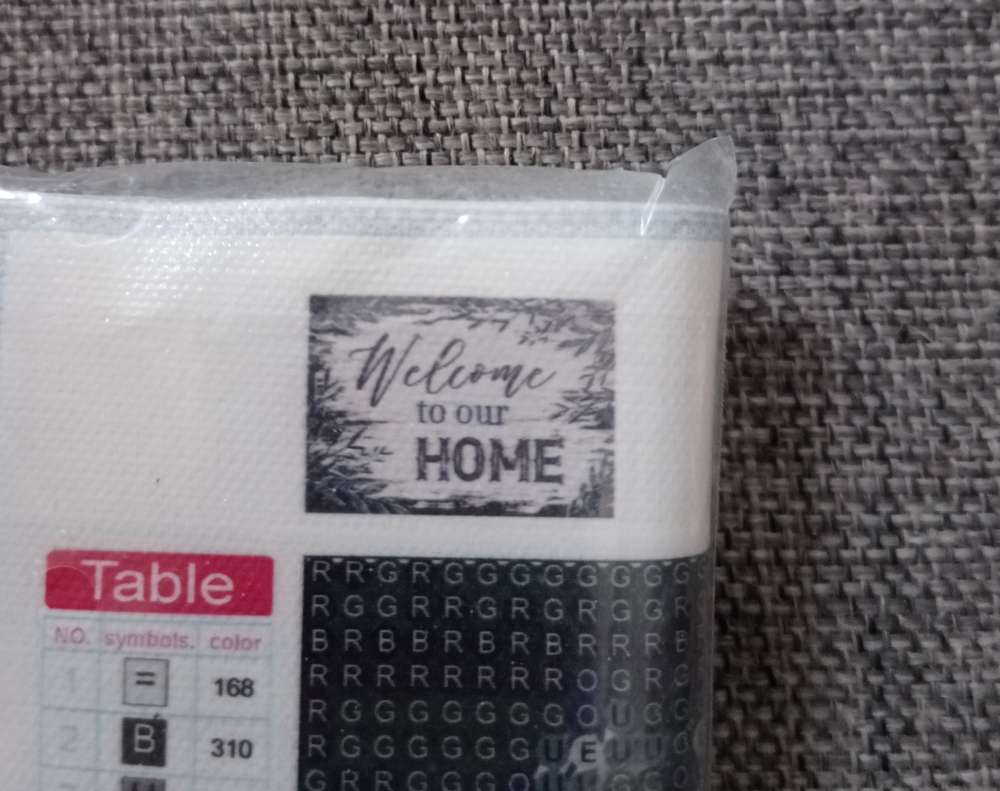 Welcome
to our
HOME
Table
NO. symbols. color
1 = 168
2 B 310
R R G R G G G G G G G G
R G G R R G R G R G G R
B R B B R B R B R R R B
R R R R R R R R O G R G
R G G G G G G G O U G G
R G G G G G G U E U U
G R R G G G O